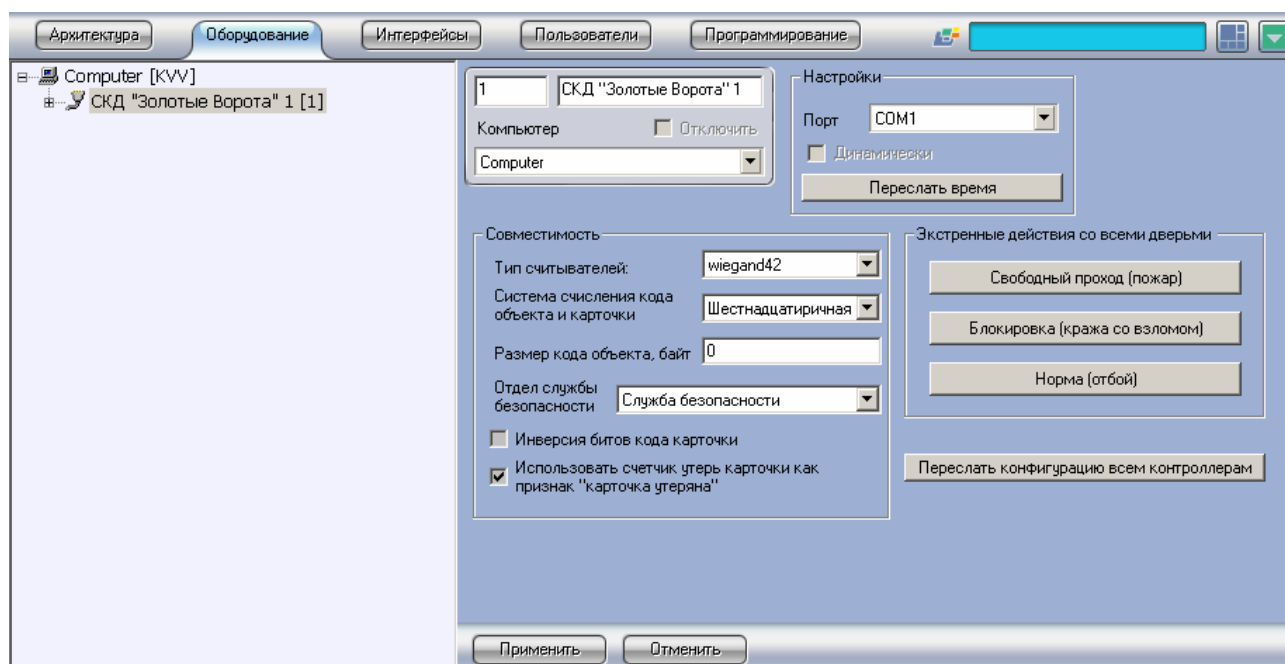 Архитектура Оборудование Интерфейсы Пользователи Программирование
Computer [KVV]
СКД "Золотые Ворота" 1 [1]
1 СКД "Золотые Ворота" 1
Компьютер Отключить
Computer
Настройки
Порт COM1
Динамически
Переслать время
Совместимость
Тип считывателей: wiegand42
Система счисления кода
объекта и карточки Шестнадцатиричная
Размер кода объекта, байт 0
Отдел службы
безопасности Служба безопасности
Инверсия битов кода карточки
Использовать счетчик утерь карточки как
признак "карточка утеряна"
Экстренные действия со всеми дверьми
Свободный проход (пожар)
Блокировка (кража со взломом)
Норма (отбой)
Переслать конфигурацию всем контроллерам
Применить Отменить